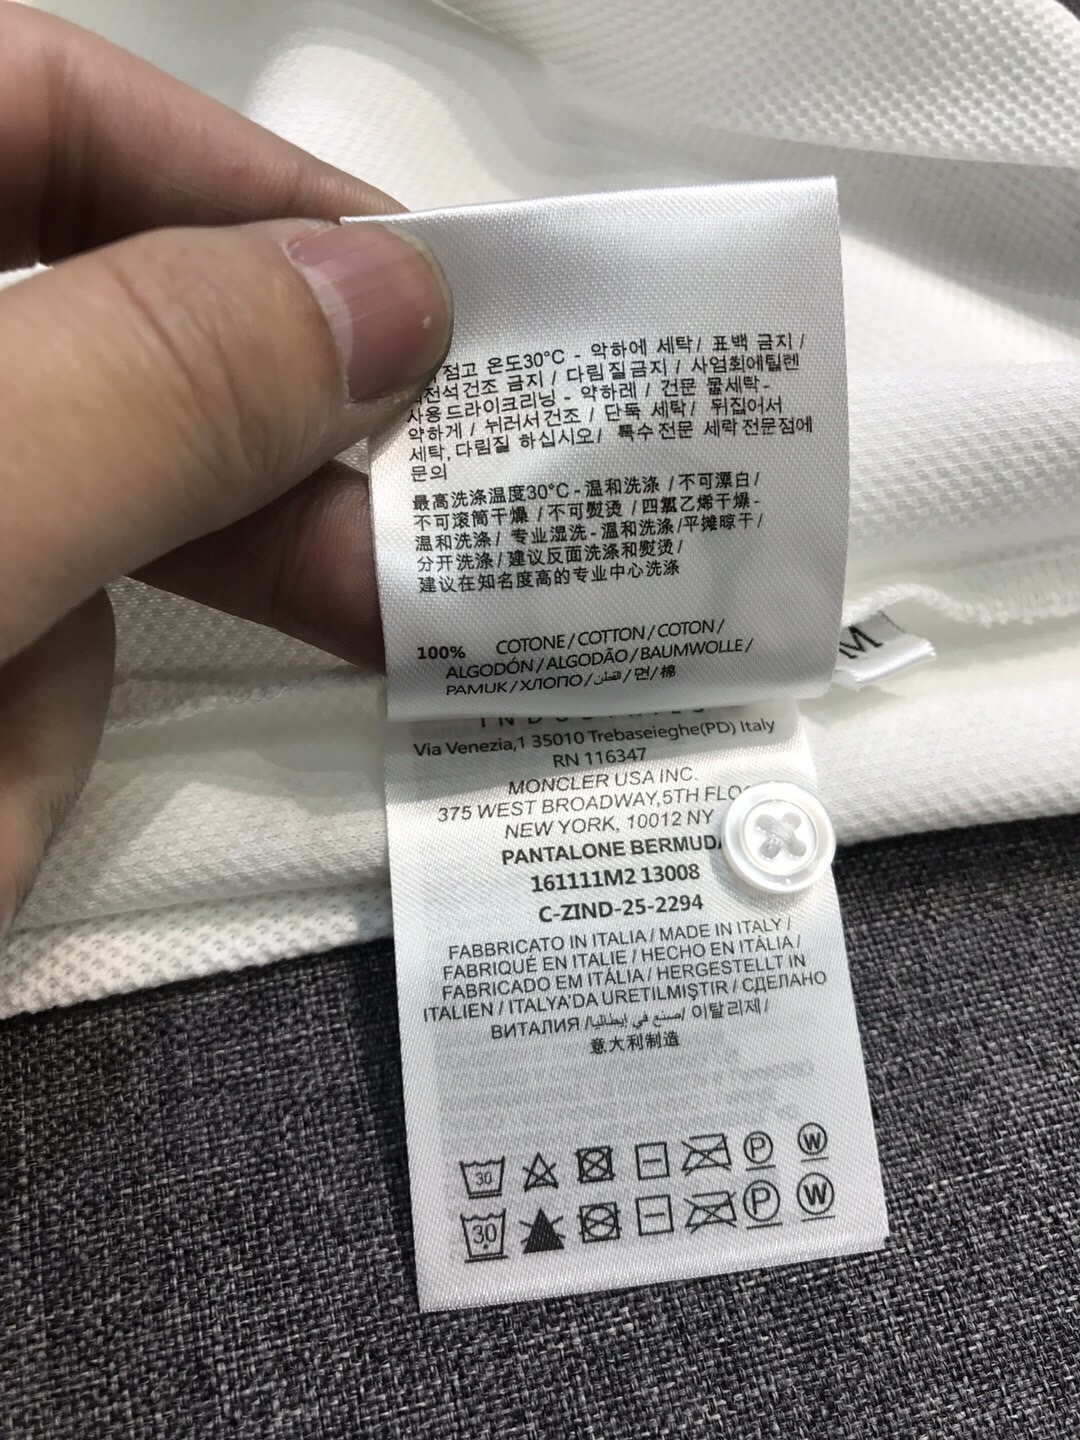 점고 온도30°C - 약하에 세탁/ 표백 금지/
전석건조 금지 / 다림질금지 / 사염회에틸렌
사용드라이크리닝 - 약하레 / 건문 물세탁-
약하게 / 뉘러서건조 / 단둑 세탁/ 뒤집어서
세탁, 다림질 하십시오/ 특수전문 세락전문점에
문의
最高洗涤温度30°C - 温和洗涤 / 不可漂白/
不可滚筒干燥 / 不可熨烫 / 四氯乙烯干燥-
温和洗涤/ 专业湿洗 - 温和洗涤/平摊晾干/
分开洗涤/建议反面洗涤和熨烫/
建议在知名度高的专业中心洗涤
100% COTONE / COTTON / COTON /
ALGODÓN / ALGODÃO / BAUMWOLLE /
PAMUK / ХЛОПО / القطن / 면 / 棉
M
Via Venezia,1 35010 Trebaseieghe(PD) Italy
RN 116347
MONCLER USA INC.
375 WEST BROADWAY,5TH
NEW YORK, 10012 NY
PANTALONE
161111M2 13008
C-ZIND-25-2294
FABBRICATO IN ITALIA / MADE IN ITALY /
FABRIQUÉ EN ITALIE / HECHO EN ITÁLIA /
FABRICADO EM ITÁLIA / HERGESTELLT IN
ITALIEN / ITALYA'DA URETILMIŞTIR / СДЕЛАНО
ВИТАЛИЯ /صنع في إيطاليا/ 이탈리제/
意大利制造
30 P W
30 P W